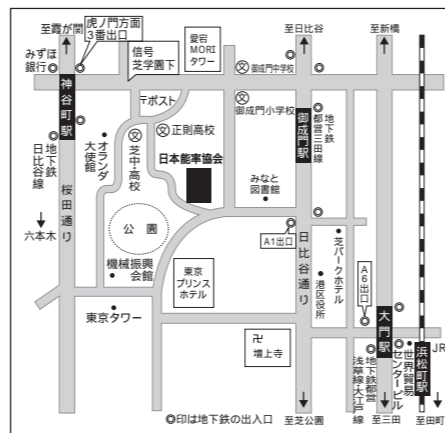 至霞が関
虎ノ門方面
3番出口
みずほ
銀行
信号
芝学園下
愛宕
MORI
タワー
至日比谷
至新橋
文 御成門中学校
〒ポスト
文
御成門小学校
神谷町駅
地下鉄
日比谷線
オランダ
大使館
文 芝中・高校
文 正則高校
日本能率協会
みなと
図書館
御成門駅
地下鉄
都営三田線
桜田通り
六本木
公園
機械振興
会館
東京タワー
東京
プリンス
ホテル
A1出口
日比谷通り
芝パークホテル
港区役所
A6出口
大門駅
地下鉄都営
浅草線・大江戸線
世界貿易
センタービル
浜松町駅
JR
卍
増上寺
至芝公園
至三田
至田町
◎印は地下鉄の出入口